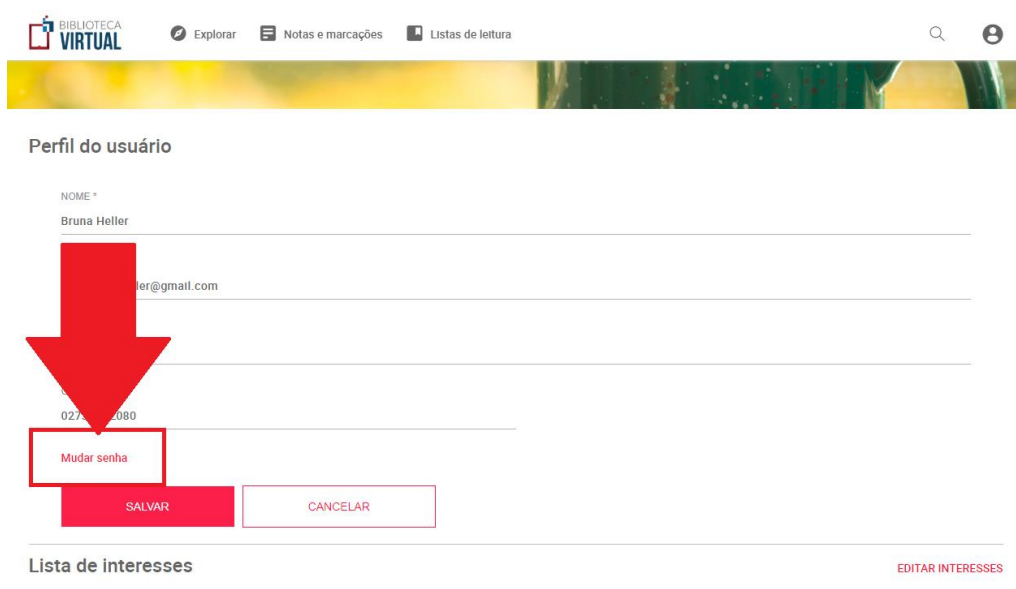 BIBLIOTECA
VIRTUAL
Explorar
Notas e marcações
Listas de leitura
Perfil do usuário
NOME *
Bruna Heller
ler@gmail.com
Mudar senha
SALVAR
CANCELAR
Lista de interesses
EDITAR INTERESSES